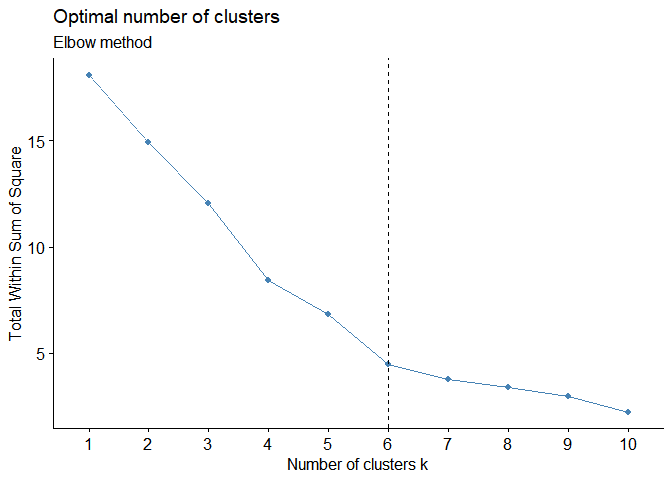 Optimal number of clusters
Elbow method
Total Within Sum of Square
15
10
5
1 2 3 4 5 6 7 8 9 10
Number of clusters k